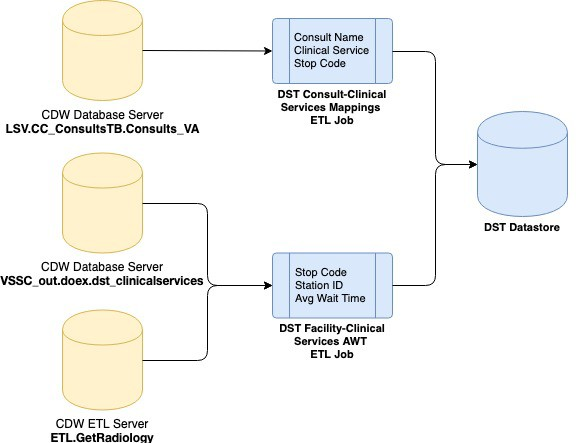 Consult Name
Clinical Service
Stop Code
DST Consult-Clinical
Services Mappings
ETL Job
CDW Database Server
LSV.CC_ConsultsTB.Consults_VA
DST Datastore
CDW Database Server
VSSC_out.doex.dst_clinicalservices
Stop Code
Station ID
Avg Wait Time
DST Facility-Clinical
Services AWT
ETL Job
CDW ETL Server
ETL.GetRadiology